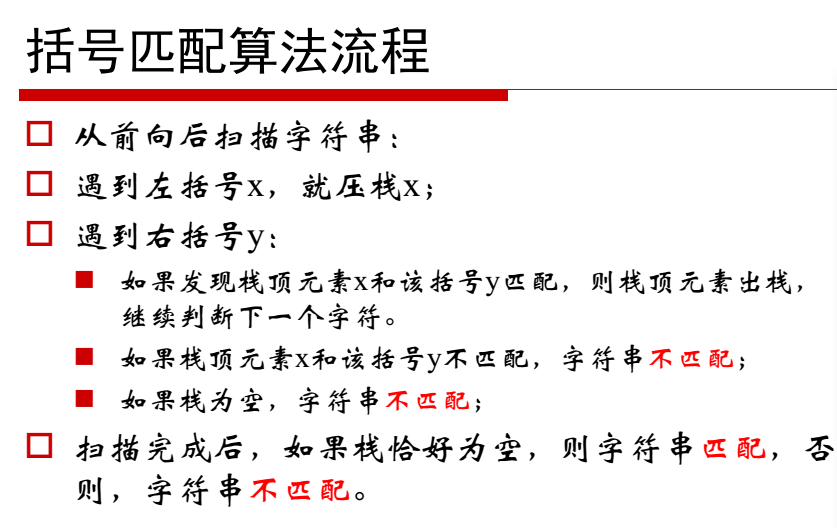 括号匹配算法流程
从前向后扫描字符串：
遇到左括号x，就压栈x；
遇到右括号y：
如果发现栈顶元素x和该括号y匹配，则栈顶元素出栈，
继续判断下一个字符。
如果栈顶元素x和该括号y不匹配，字符串不匹配；
如果栈为空，字符串不匹配；
扫描完成后，如果栈恰好为空，则字符串匹配，否
则，字符串不匹配。